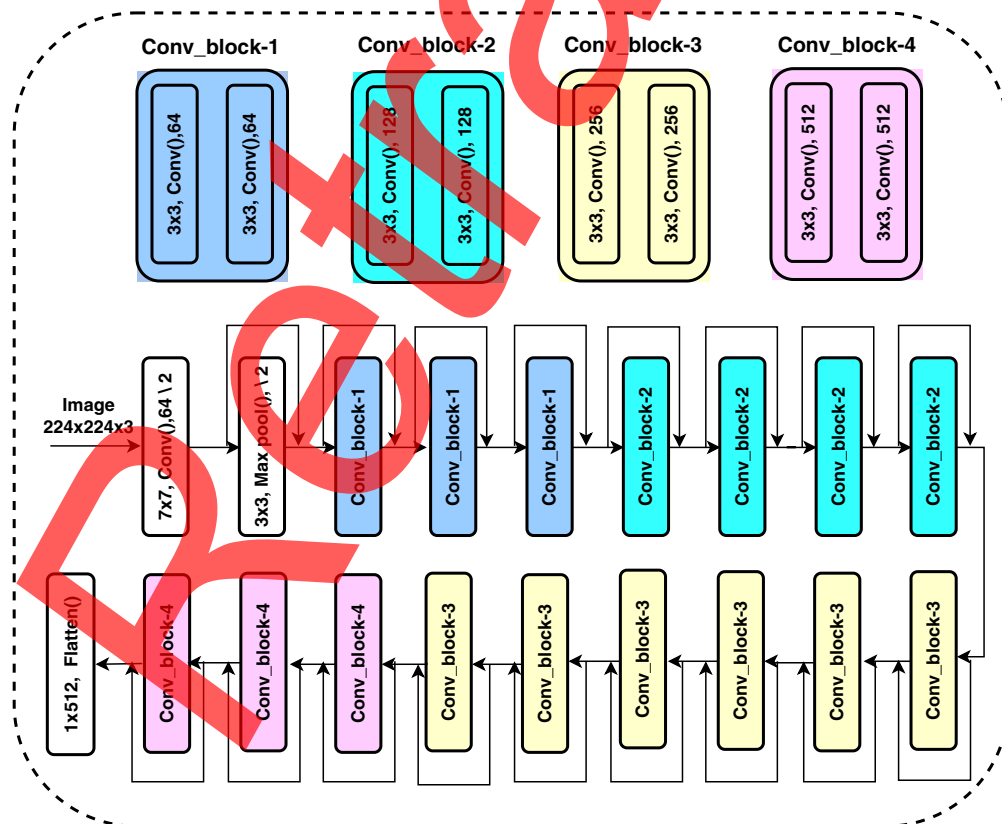 Conv_block-1
Conv_block-2
Conv_block-3
Conv_block-4
3x3, Conv(),64
3x3, Conv(),64
3x3, Conv(), 128
3x3, Conv(), 128
3x3, Conv(), 256
3x3, Conv(), 256
3x3, Conv(), 512
3x3, Conv(), 512
Image
224x224x3
7x7, Conv(),64 \ 2
3x3, Max pool(), \ 2
Conv_block-1
Conv_block-1
Conv_block-1
Conv_block-2
Conv_block-2
Conv_block-2
Conv_block-2
1x512, Flatten()
Conv_block-4
Conv_block-4
Conv_block-4
Conv_block-3
Conv_block-3
Conv_block-3
Conv_block-3
Conv_block-3
Conv_block-3